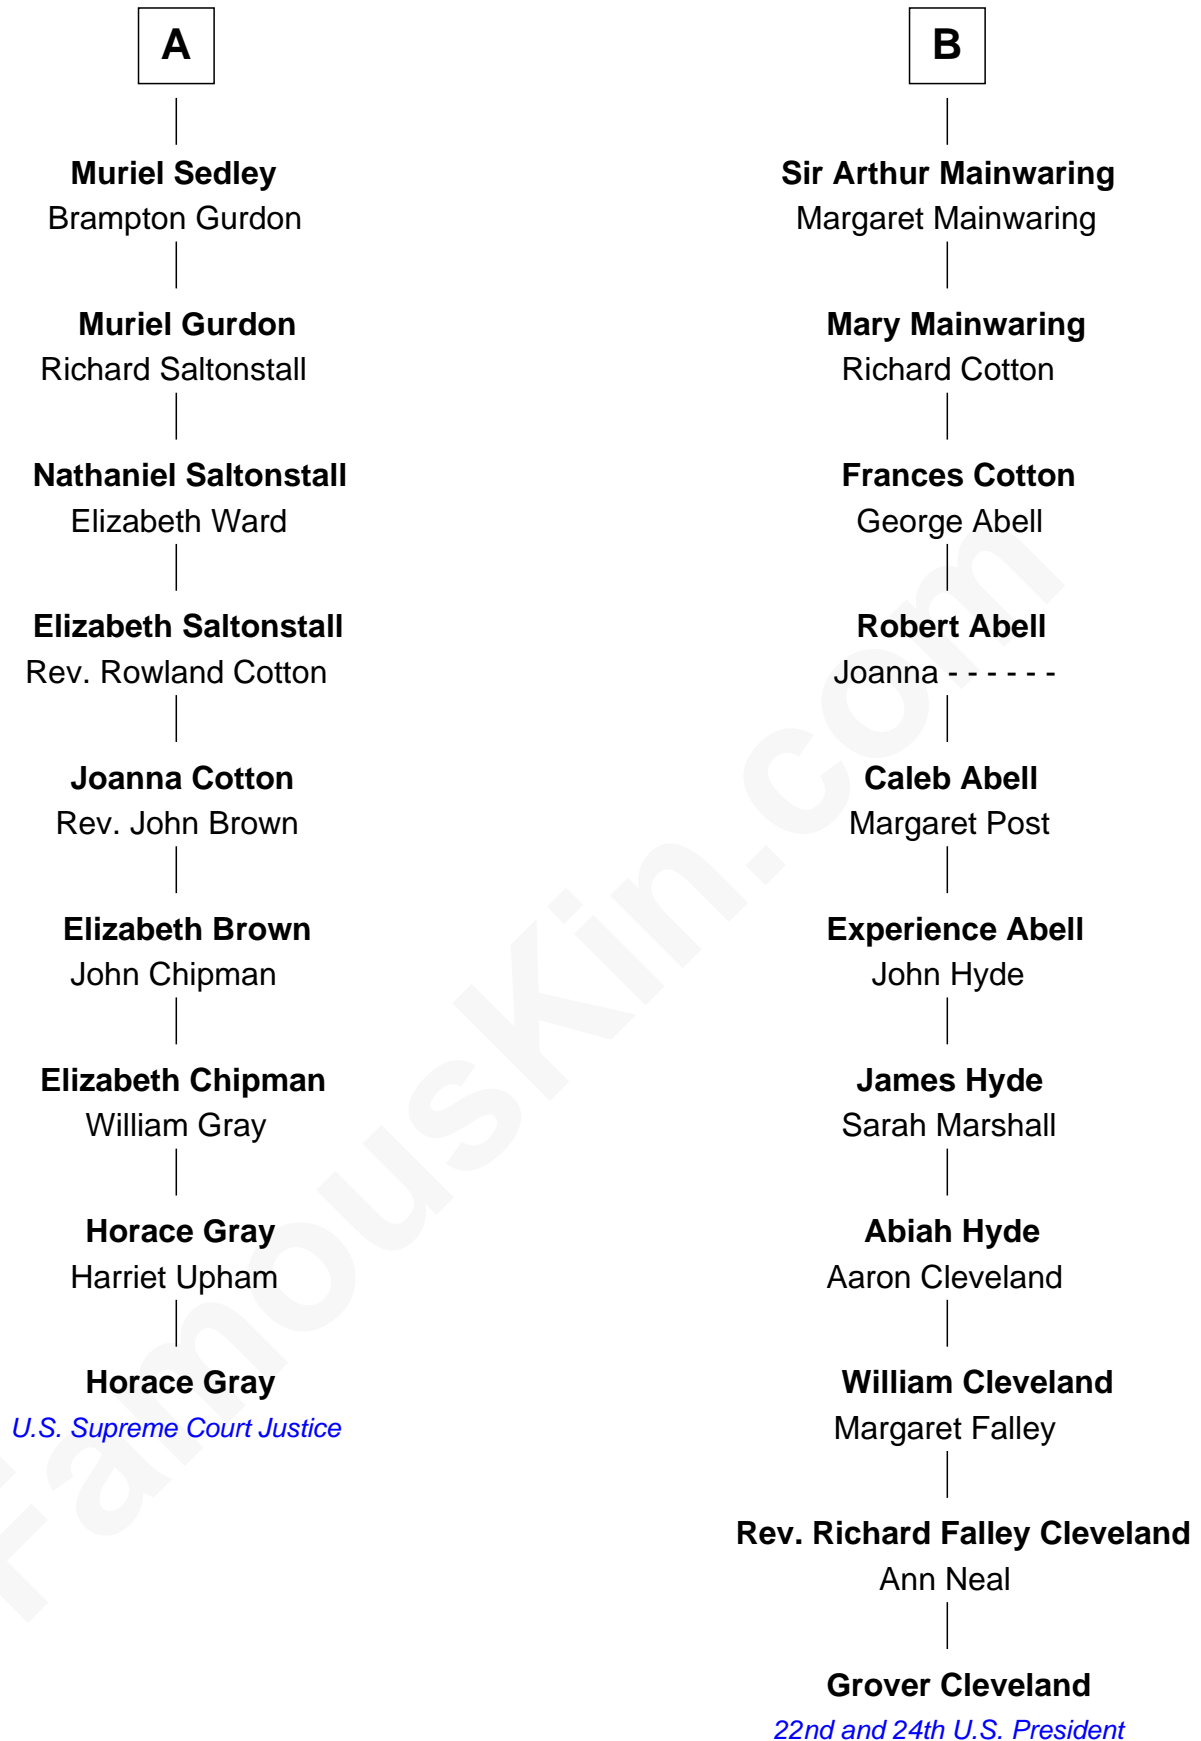 A
Muriel Sedley
Brampton Gurdon
Muriel Gurdon
Richard Saltonstall
Nathaniel Saltonstall
Elizabeth Ward
Elizabeth Saltonstall
Rev. Rowland Cotton
Joanna Cotton
Rev. John Brown
Elizabeth Brown
John Chipman
Elizabeth Chipman
William Gray
Horace Gray
Harriet Upham
Horace Gray
U.S. Supreme Court Justice
B
Sir Arthur Mainwaring
Margaret Mainwaring
Mary Mainwaring
Richard Cotton
Frances Cotton
George Abell
Robert Abell
Joanna - - - - - -
Caleb Abell
Margaret Post
Experience Abell
John Hyde
James Hyde
Sarah Marshall
Abiah Hyde
Aaron Cleveland
William Cleveland
Margaret Falley
Rev. Richard Falley Cleveland
Ann Neal
Grover Cleveland
22nd and 24th U.S. President
FamousKin.com